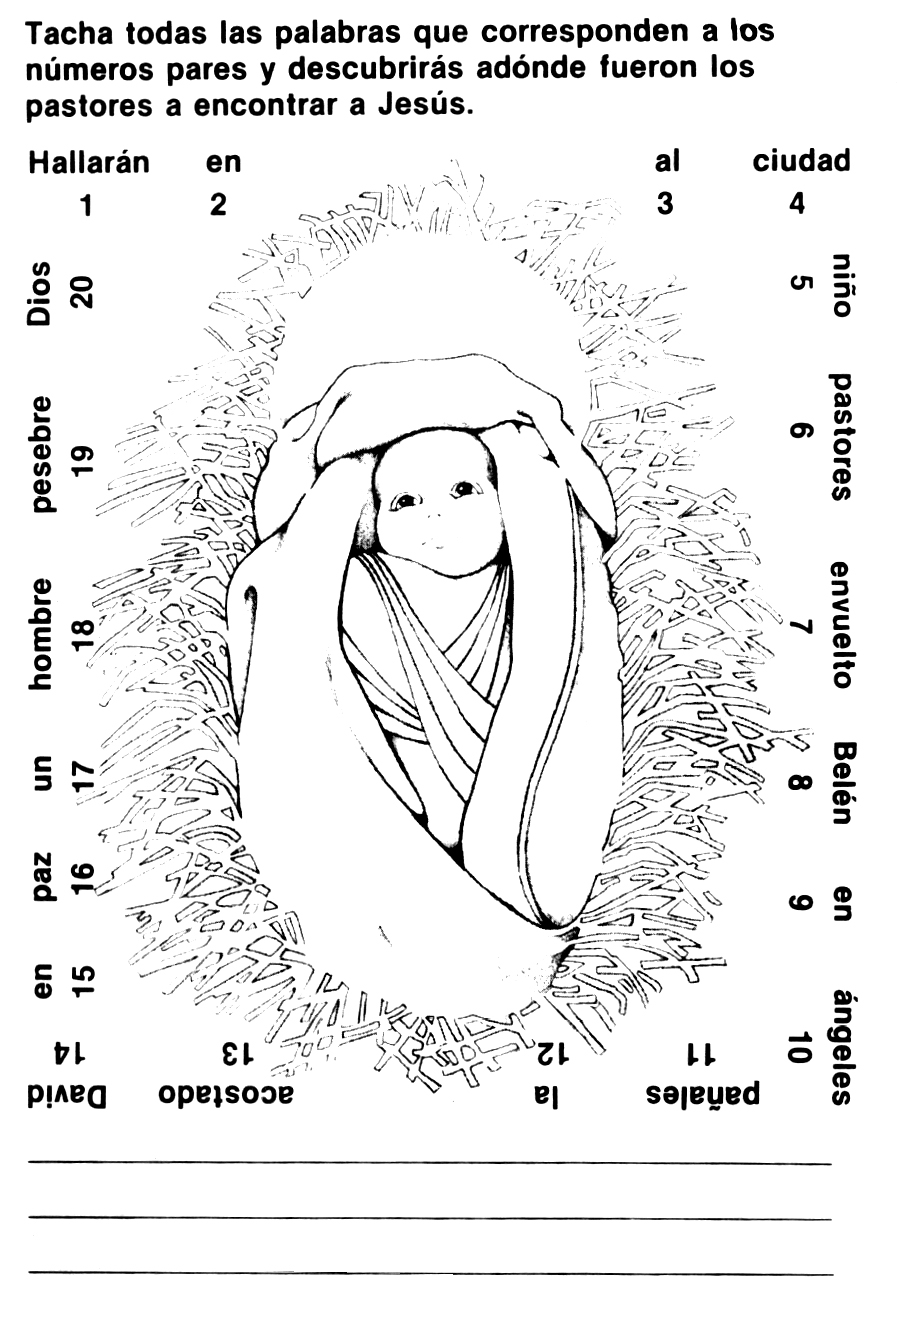 Tacha todas las palabras que corresponden a los
números pares y descubrirás adónde fueron los
pastores a encontrar a Jesús.
Hallarán en al ciudad
1 2 3 4
niño
5
pastores
6
envuelto
7
Belén
8
en
9
ángeles
10
pañales
11
la
12
acostado
13
David
14
en
15
paz
16
un
17
hombre
18
pesebre
19
Dios
20